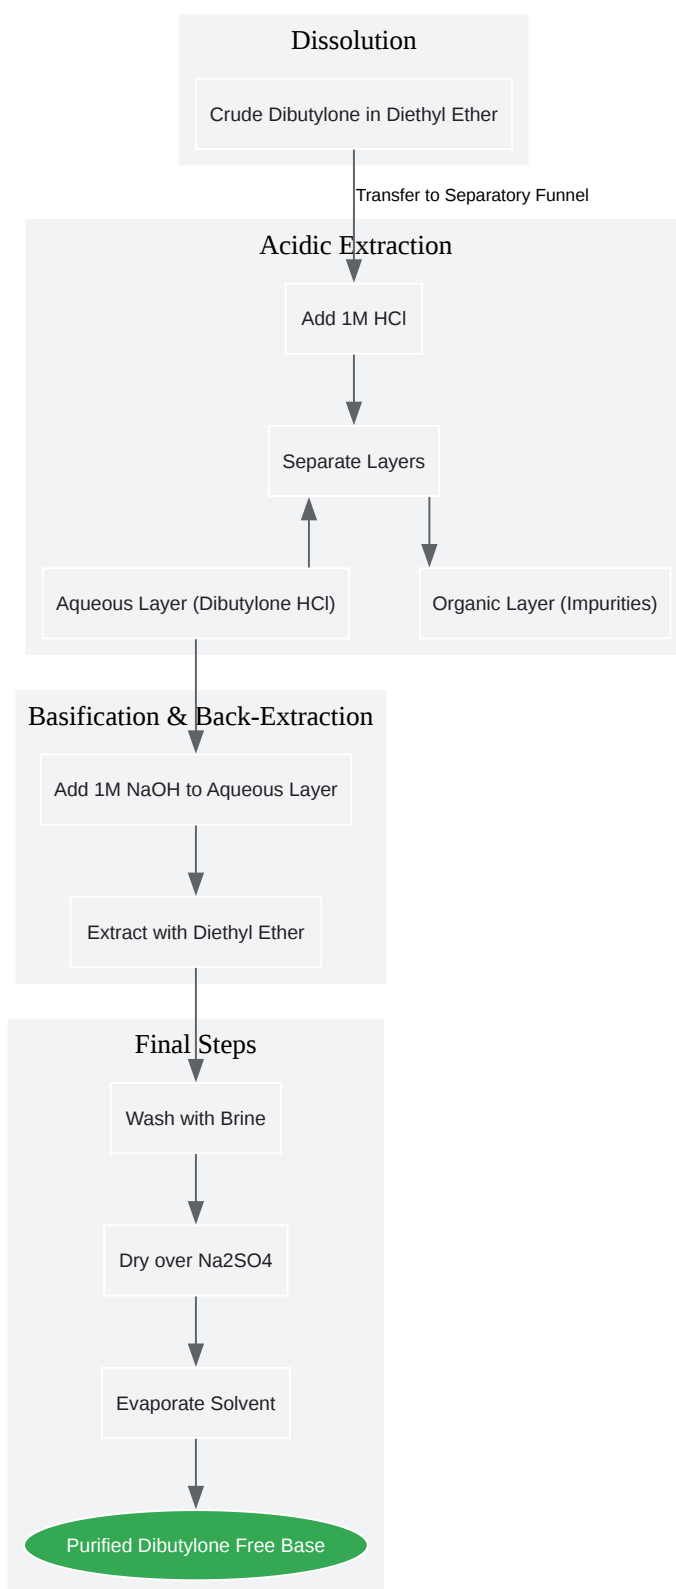 Dissolution
Crude Dibutylone in Diethyl Ether
Transfer to Separatory Funnel
Acidic Extraction
Add 1M HCl
Separate Layers
Aqueous Layer (Dibutylone HCl)
Organic Layer (Impurities)
Basification & Back-Extraction
Add 1M NaOH to Aqueous Layer
Extract with Diethyl Ether
Final Steps
Wash with Brine
Dry over Na2SO4
Evaporate Solvent
Purified Dibutylone Free Base